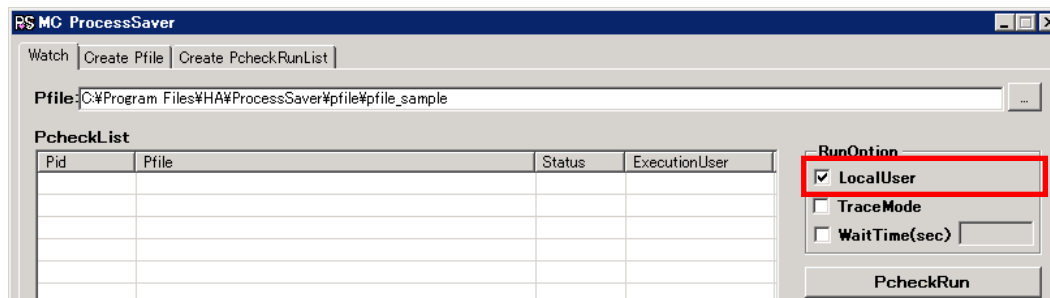 RS MC ProcessSaver
Watch Create Pfile Create PcheckRunList
Pfile: C:¥Program Files¥HA¥ProcessSaver¥pfile¥pfile_sample ...
PcheckList
Pid Pfile Status ExecutionUser
RunOption
LocalUser
TraceMode
WaitTime(sec)
PcheckRun